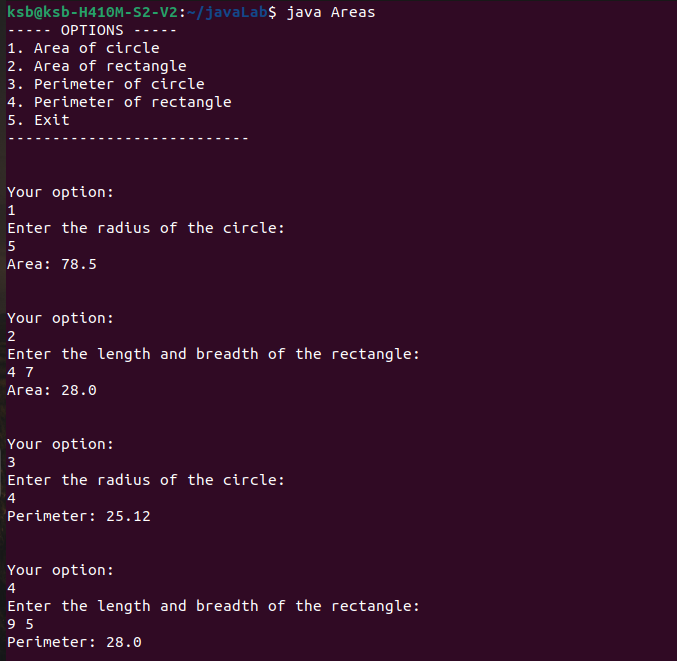 ksb@ksb-H410M-S2-V2:~/javaLab$ java Areas
----- OPTIONS -----
1. Area of circle
2. Area of rectangle
3. Perimeter of circle
4. Perimeter of rectangle
5. Exit
---------------------------
Your option:
1
Enter the radius of the circle:
5
Area: 78.5
Your option:
2
Enter the length and breadth of the rectangle:
4 7
Area: 28.0
Your option:
3
Enter the radius of the circle:
4
Perimeter: 25.12
Your option:
4
Enter the length and breadth of the rectangle:
9 5
Perimeter: 28.0